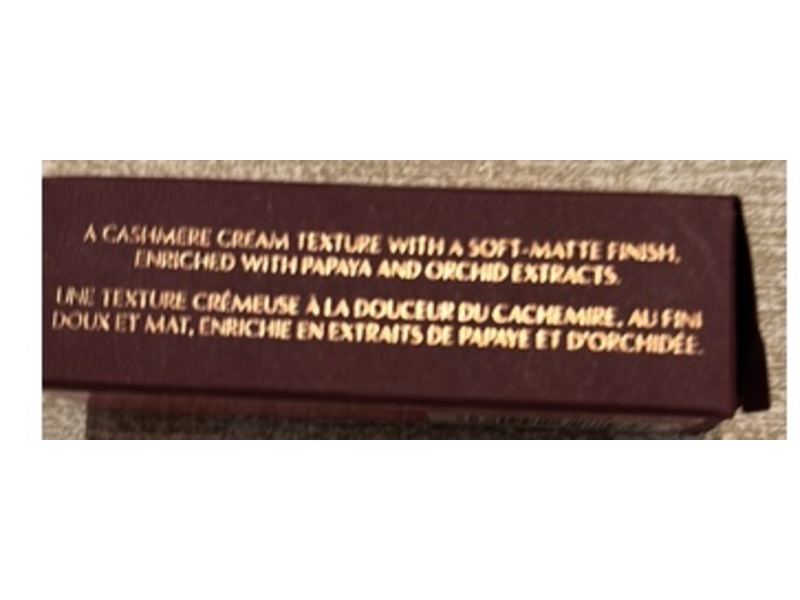 A CASHMERE CREAM TEXTURE WITH A SOFT-MATTE FINISH,
ENRICHED WITH PAPAYA AND ORCHID EXTRACTS.
UNE TEXTURE CRÉMEUSE À LA DOUCEUR DU CACHEMIRE, AU FINI
DOUX ET MAT, ENRICHIE EN EXTRAITS DE PAPAYE ET D'ORCHIDÉE.